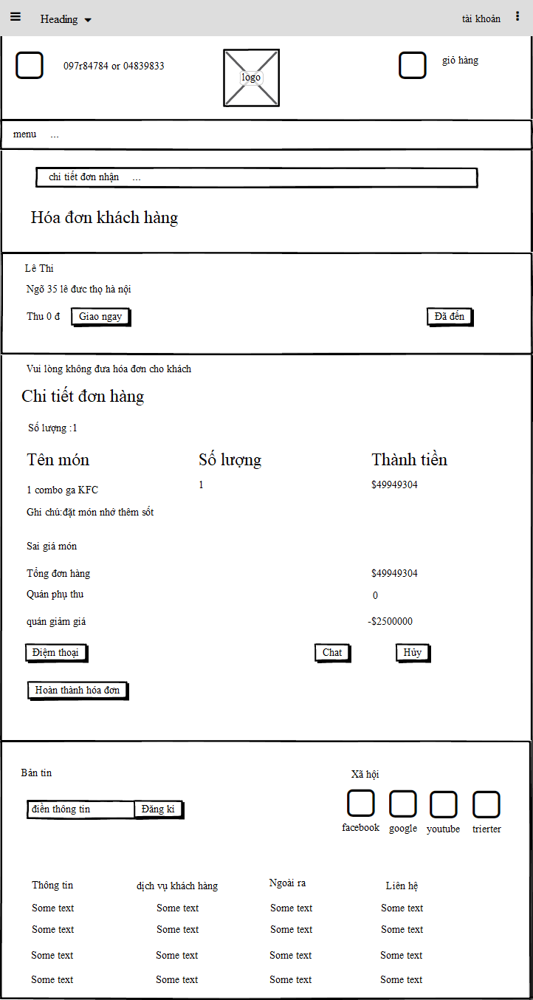 Heading tài khoản
097r84784 or 04839833 logo giỏ hàng
menu ...
chi tiết đơn nhận ...
Hóa đơn khách hàng
Lê Thi
Ngõ 35 lê đưc thọ hà nội
Thu 0 đ Giao ngay Đã đến
Vui lòng không đưa hóa đơn cho khách
Chi tiết đơn hàng
Số lượng :1
Tên món Số lượng Thành tiền
1 combo ga KFC 1 $49949304
Ghi chú:đặt món nhớ thêm sốt
Sai giá món
Tổng đơn hàng $49949304
Quán phụ thu 0
quán giảm giá -$2500000
Điệm thoại Chat Hủy
Hoàn thành hóa đơn
Bản tin Xã hội
điền thông tin Đăng kí
facebook google youtube trierter
Thông tin dịch vụ khách hàng Ngoài ra Liên hệ
Some text Some text Some text Some text
Some text Some text Some text Some text
Some text Some text Some text Some text
Some text Some text Some text Some text